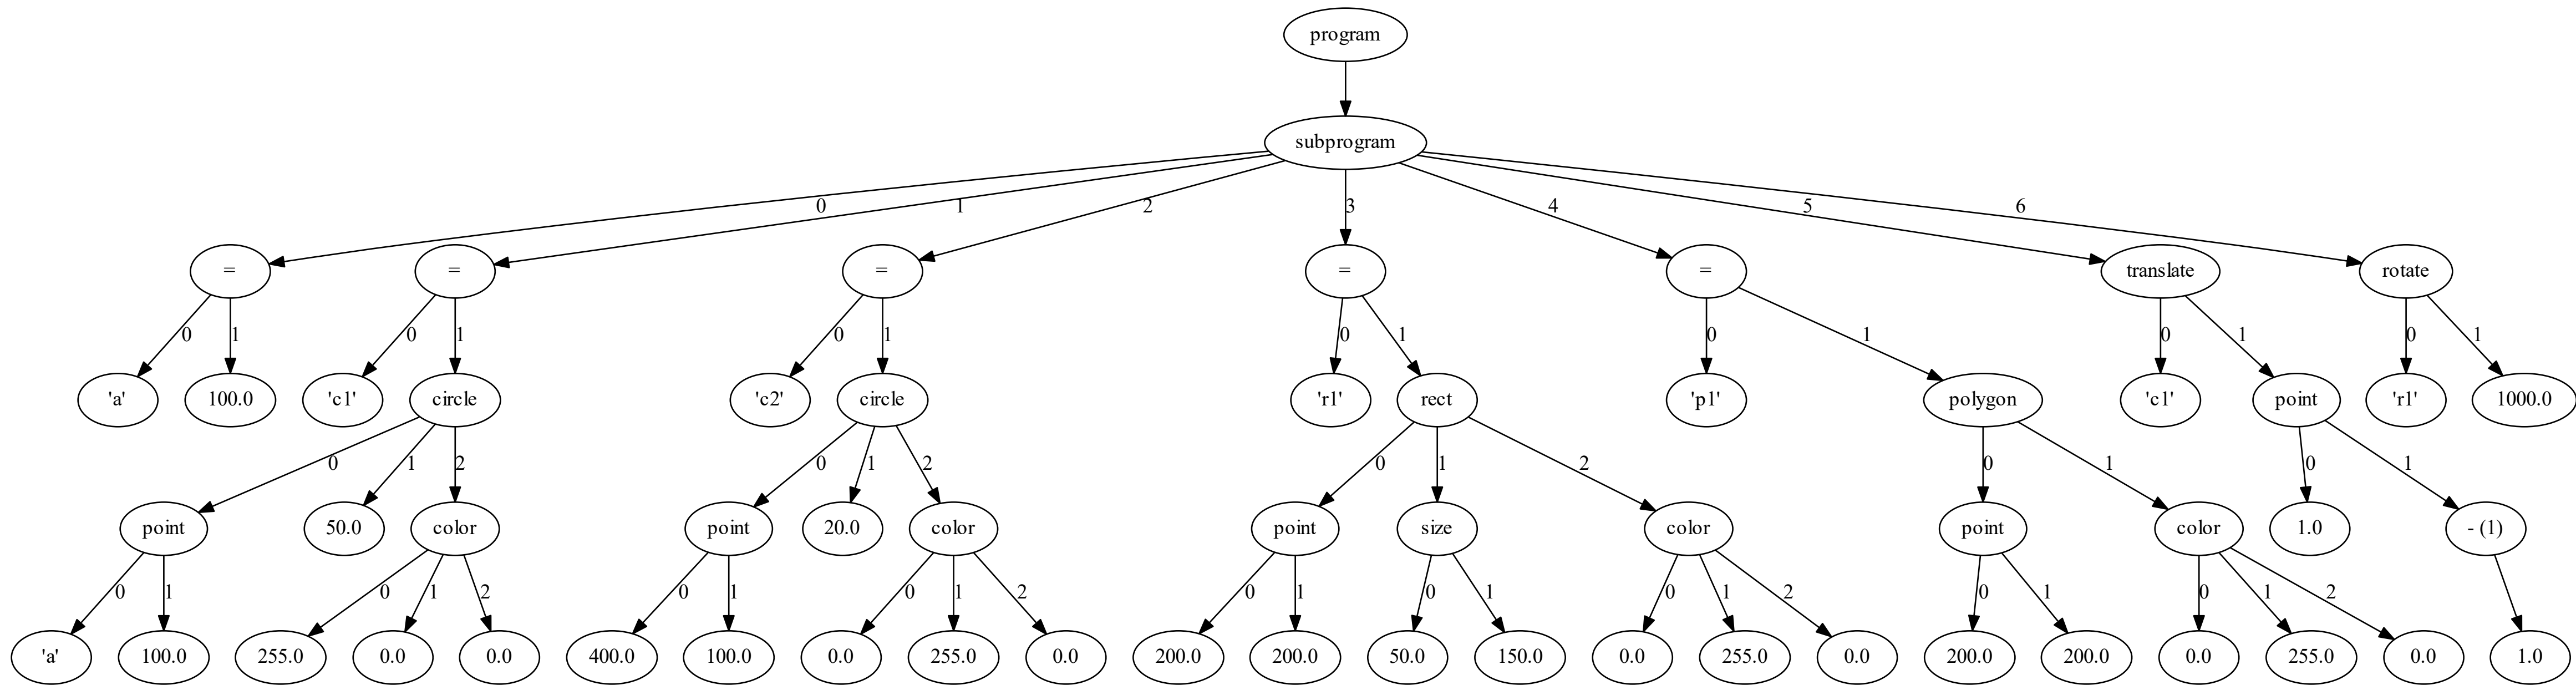 program
subprogram
0 1 2 3 4 5 6
= = = = = translate rotate
0 1 0 1 0 1 0 1 0 1 0 1 0 1
'a' 100.0 'c1' circle 'c2' circle 'r1' rect 'p1' polygon 'c1' point 'r1' 1000.0
0 1 2 0 1 2 0 1 2 0 1 0 1
point 50.0 color point 20.0 color point size color point color 1.0 - (1)
0 1 0 1 2 0 1 0 1 2 0 1 0 1 0 1 2 0 1 0 1 2
'a' 100.0 255.0 0.0 0.0 400.0 100.0 0.0 255.0 0.0 200.0 200.0 50.0 150.0 0.0 255.0 0.0 200.0 200.0 0.0 255.0 0.0 1.0